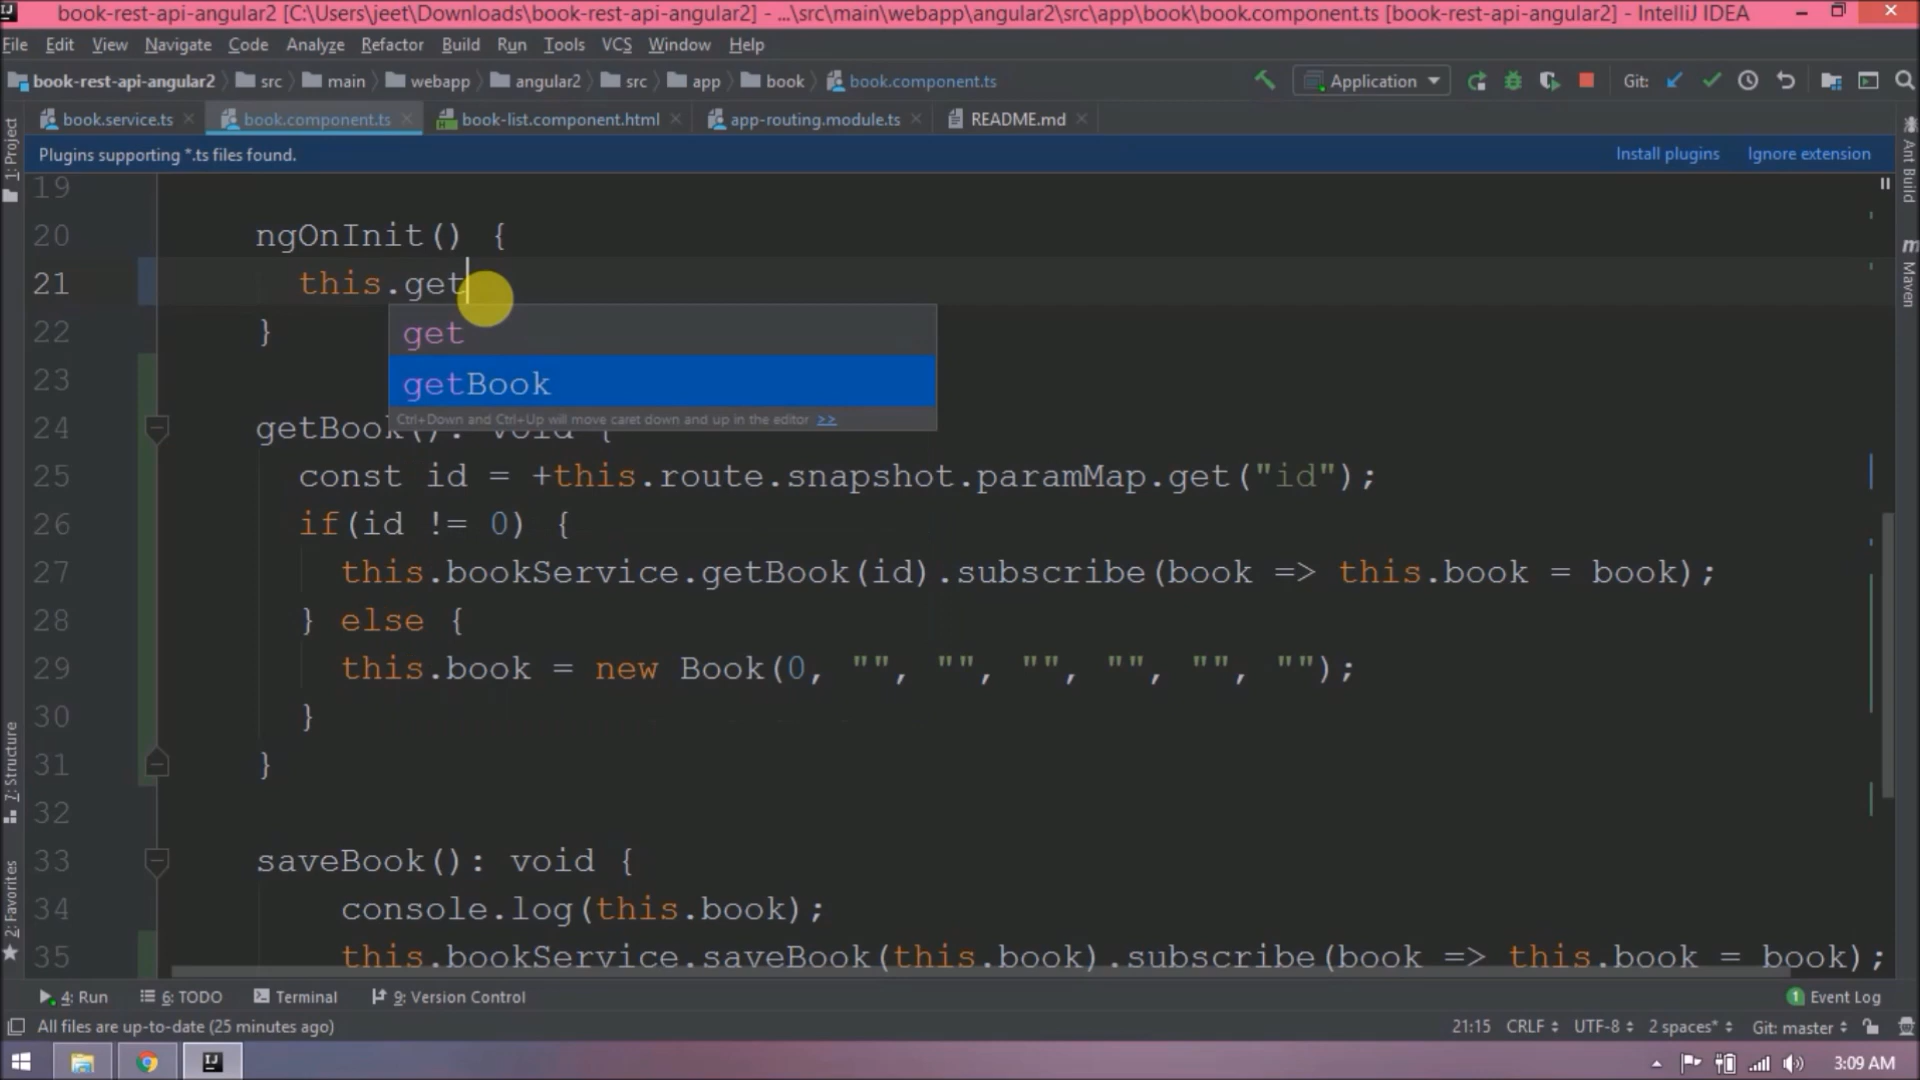 book-rest-api-angular2 [C:\Users\jeet\Downloads\book-rest-api-angular2] - ...\src\main\webapp\angular2\src\app\book\book.component.ts [book-rest-api-angular2] - IntelliJ IDEA
File Edit View Navigate Code Analyze Refactor Build Run Tools VCS Window Help
book-rest-api-angular2 src main webapp angular2 src app book book.component.ts Application Git:
book.service.ts book.component.ts book-list.component.html app-routing.module.ts README.md
Plugins supporting *.ts files found. Install plugins Ignore extension
1: Project
Ant Build
Maven
7: Structure
2: Favorites
19
20 ngOnInit() {
21 this.get
22 }
get
23
getBook
Ctrl+Down and Ctrl+Up will move caret down and up in the editor >>
24 getBook(): void {
25 const id = +this.route.snapshot.paramMap.get("id");
26 if(id != 0) {
27 this.bookService.getBook(id).subscribe(book => this.book = book);
28 } else {
29 this.book = new Book(0, "", "", "", "", "", "");
30 }
31 }
32
33 saveBook(): void {
34 console.log(this.book);
35 this.bookService.saveBook(this.book).subscribe(book => this.book = book);
4: Run 6: TODO Terminal 9: Version Control 1 Event Log
All files are up-to-date (25 minutes ago) 21:15 CRLF UTF-8 2 spaces* Git: master
3:09 AM